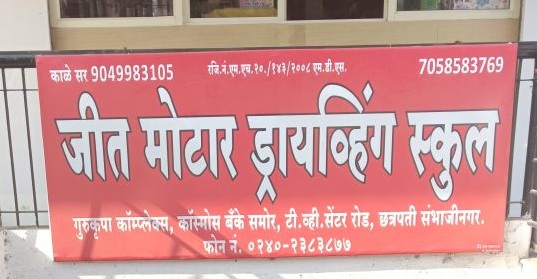 काळे सर 9049983105 रजि.नं.एम.एच.२०./१४३/२००८ एम.डी.एस. 7058583769
जीत मोटार ड्रायव्हिंग स्कुल
गुरुकृपा कॉम्प्लेक्स, कॉस्मोस बँके समोर, टी.व्ही.सेंटर रोड, छत्रपती संभाजीनगर.
फोन नं. ०२४०-२३८३८७७